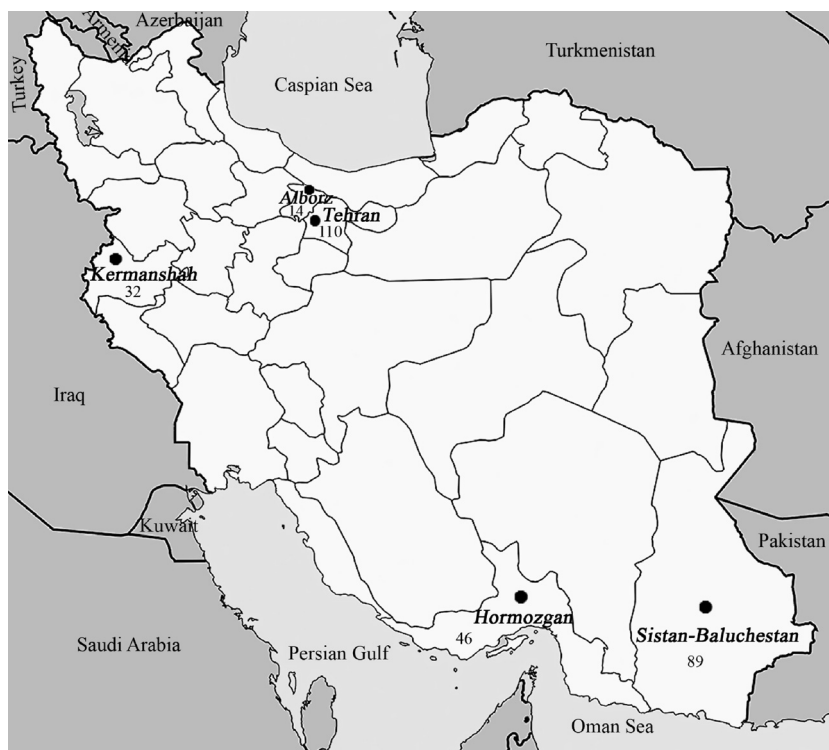 Azerbaijan
Armenia
Turkey
Caspian Sea
Turkmenistan
Alborz
14
Tehran
110
Kermanshah
32
Afghanistan
Iraq
Kuwait
Pakistan
Hormozgan
46
Sistan-Baluchestan
89
Saudi Arabia
Persian Gulf
Oman Sea